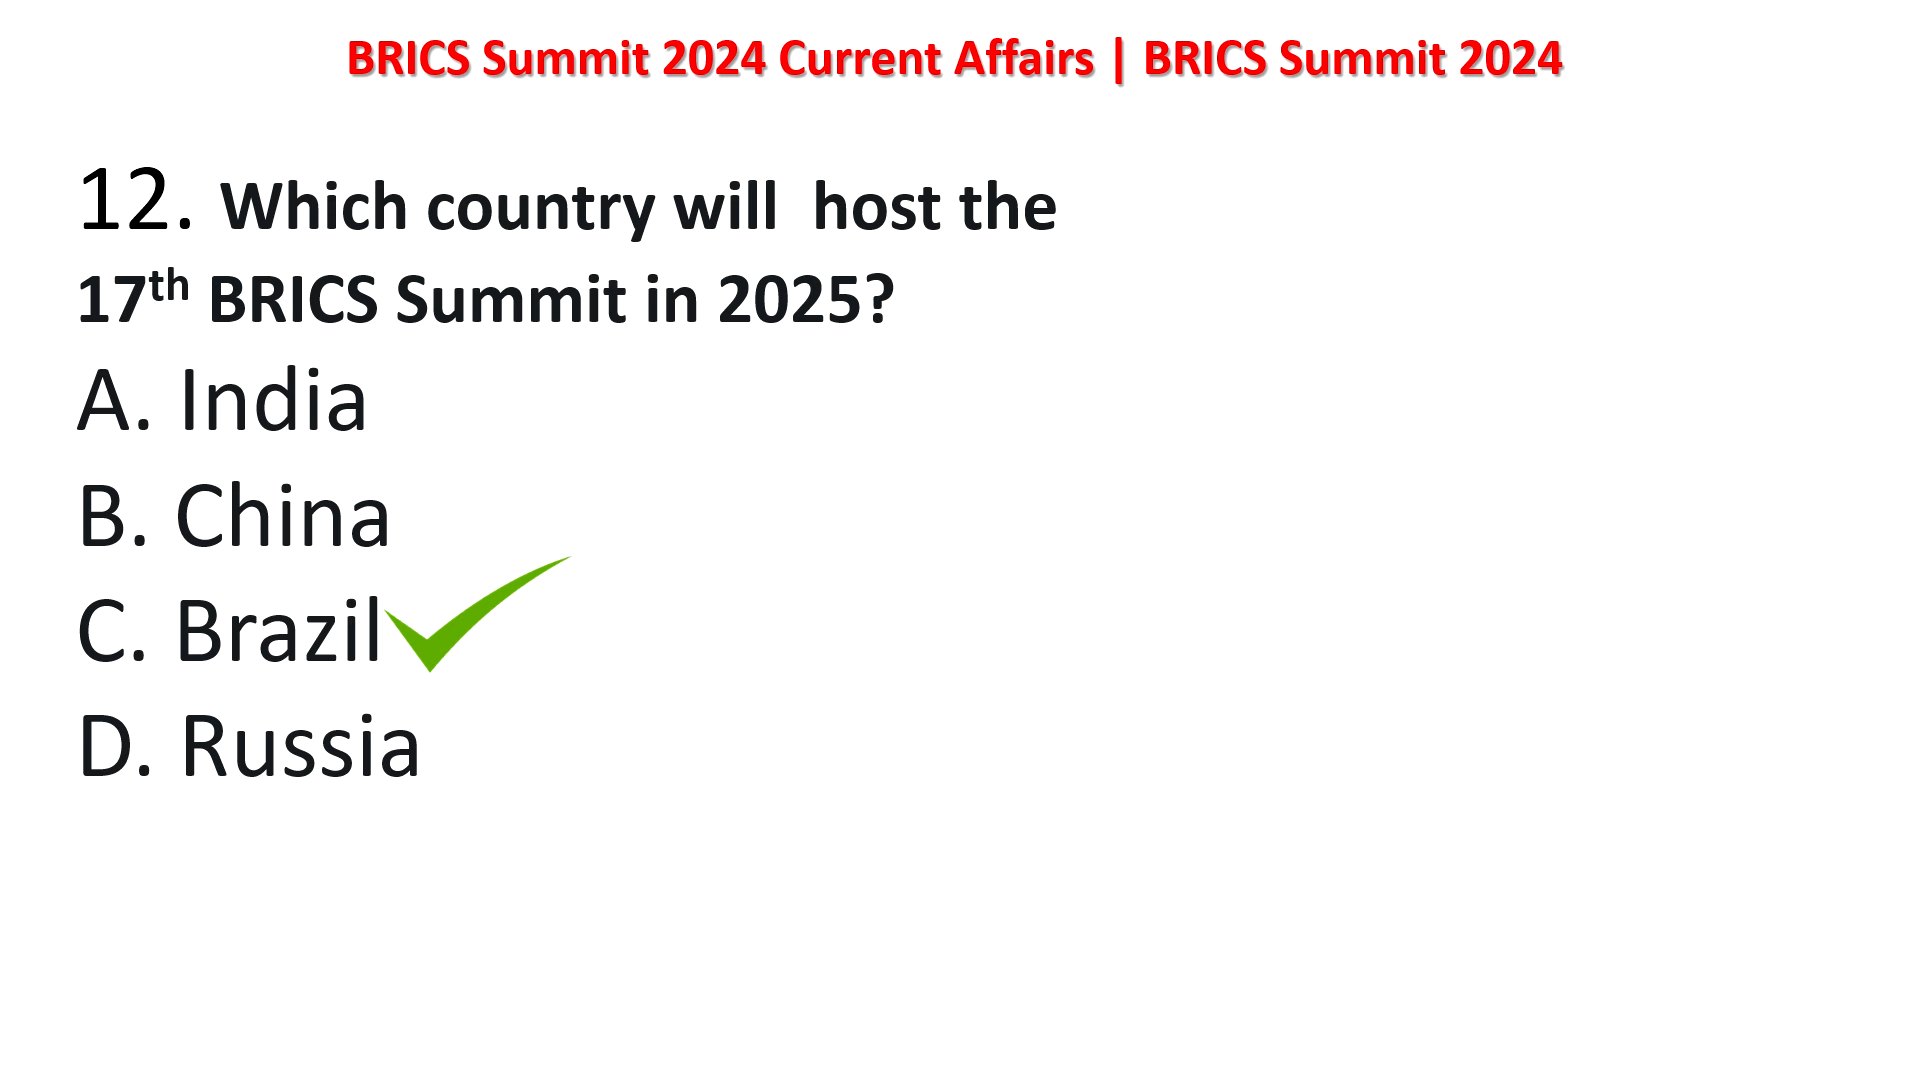 BRICS Summit 2024 Current Affairs | BRICS Summit 2024
12. Which country will  host the
17th BRICS Summit in 2025?
A. India
B. China
C. Brazil
D. Russia